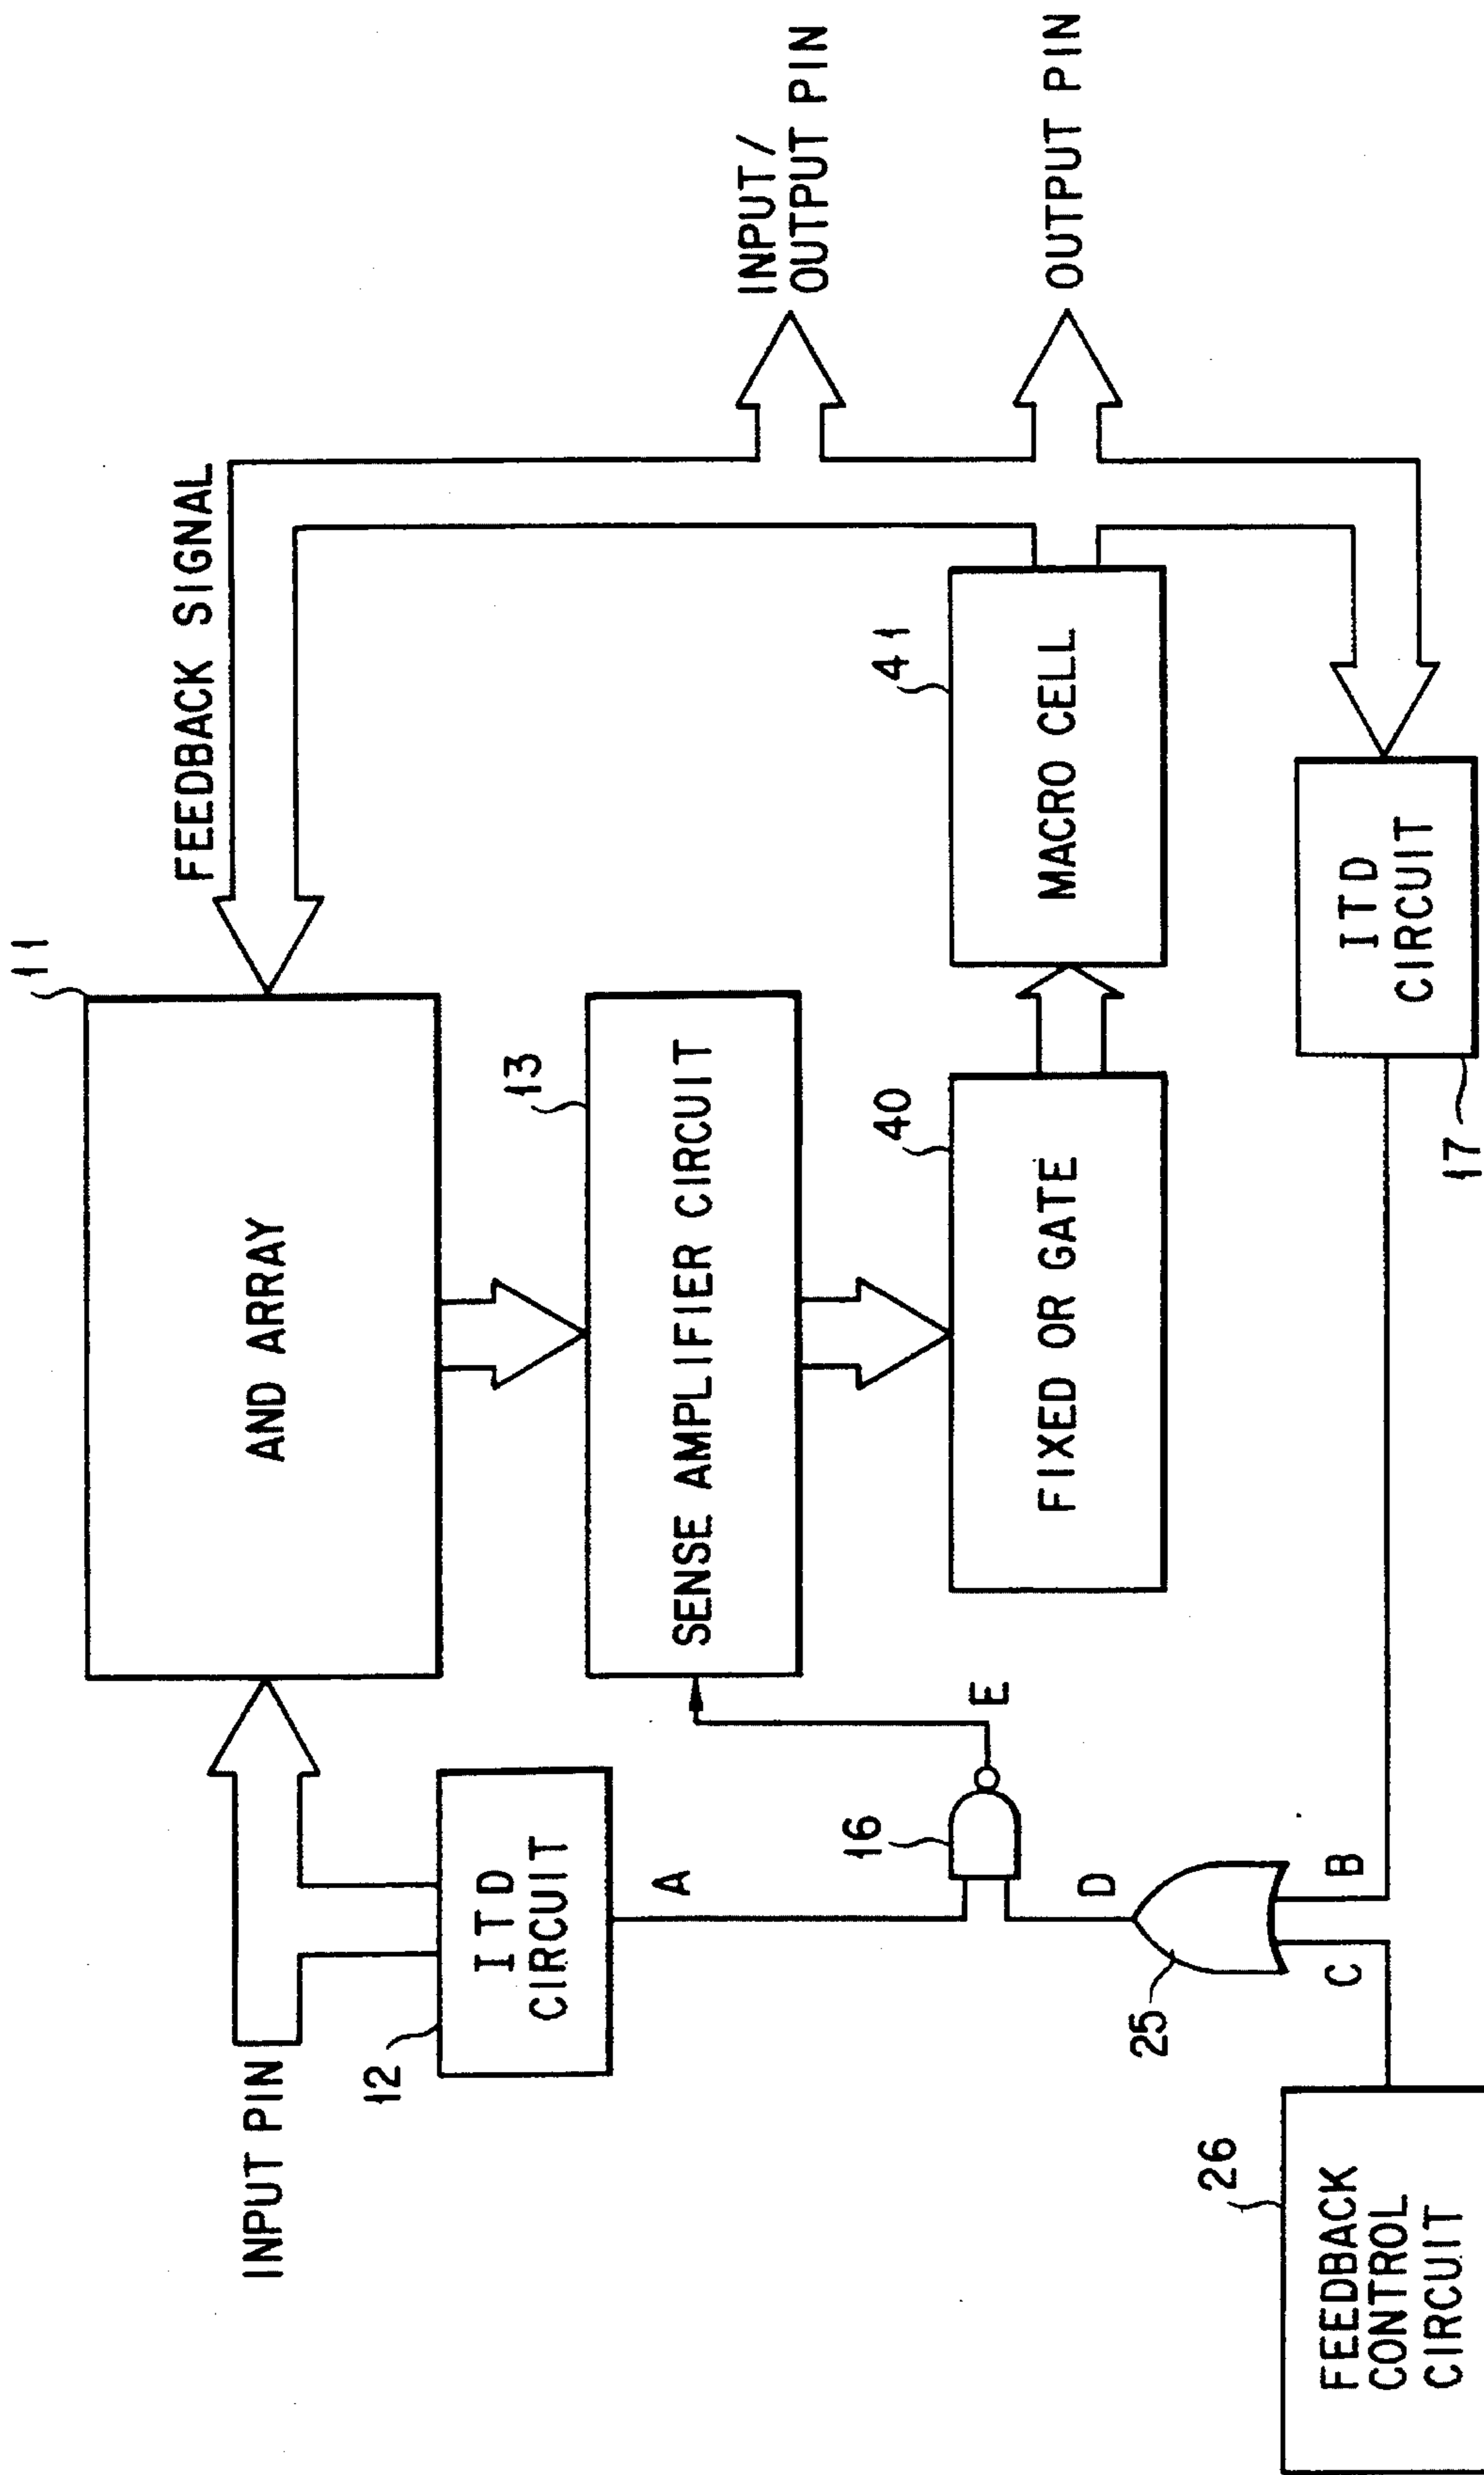 11
FEEDBACK SIGNAL
INPUT PIN
AND ARRAY
12
ITD
CIRCUIT
13
SENSE AMPLIFIER CIRCUIT
INPUT/
OUTPUT PIN
A
E
16
40
FIXED OR GATE
41
MACRO CELL
OUTPUT PIN
D
25
26
FEEDBACK
CONTROL
CIRCUIT
C
B
17
ITD
CIRCUIT